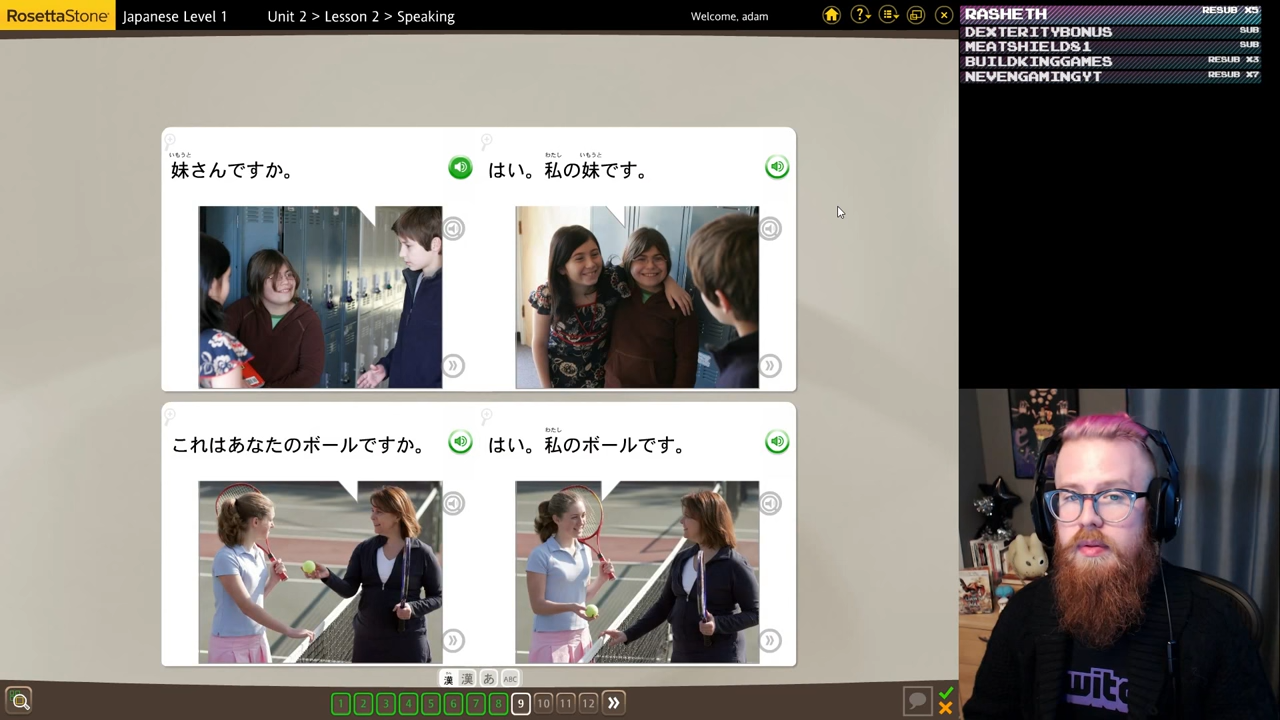 RosettaStone Japanese Level 1 Unit 2 > Lesson 2 > Speaking Welcome, adam
RASHETH RESUB X5
DEXTERITYBONUS SUB
MEATSHIELD81 SUB
BUILDKINGGAMES RESUB X3
NEVENGAMINGYT RESUB X7
いもうと
妹さんですか。
わたし いもうと
はい。私の妹です。
これはあなたのボールですか。
わたし
はい。私のボールです。
漢 漢 あ ABC
1 2 3 4 5 6 7 8 9 10 11 12